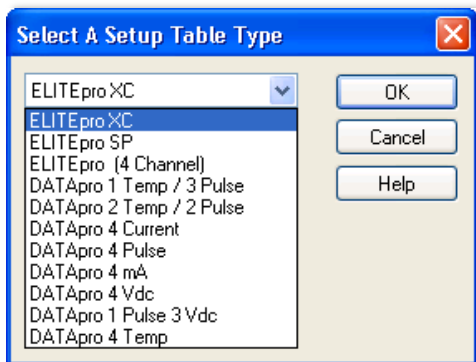 Select A Setup Table Type
ELITEpro XC
OK
ELITEpro XC
ELITEpro SP
Cancel
ELITEpro (4 Channel)
DATApro 1 Temp / 3 Pulse
Help
DATApro 2 Temp / 2 Pulse
DATApro 4 Current
DATApro 4 Pulse
DATApro 4 mA
DATApro 4 Vdc
DATApro 1 Pulse 3 Vdc
DATApro 4 Temp